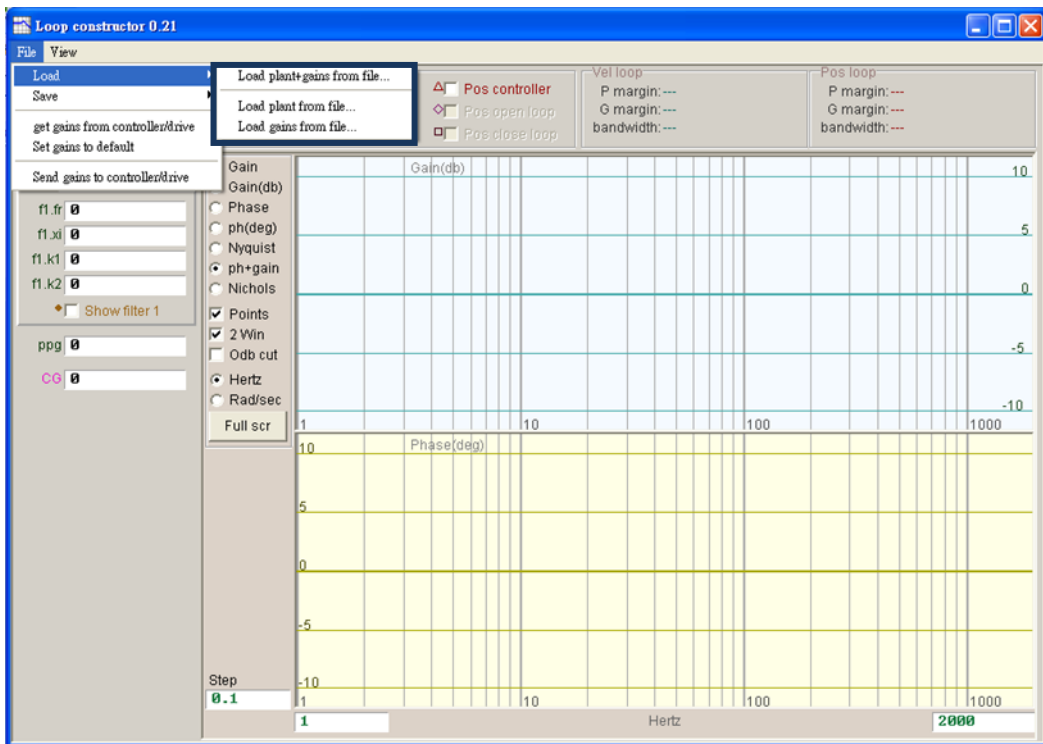 Loop constructor 0.21
File View
Load
Save
get gains from controller/drive
Set gains to default
Send gains to controller/drive
Load plant+gains from file...
Load plant from file...
Load gains from file...
Pos controller
Pos open loop
Pos close loop
Vel loop
P margin:---
G margin:---
bandwidth:---
Pos loop
P margin:---
G margin:---
bandwidth:---
f1.fr 0
f1.xi 0
f1.k1 0
f1.k2 0
Show filter 1
ppg 0
CG 0
Gain
Gain(db)
Phase
ph(deg)
Nyquist
ph+gain
Nichols
Points
2 Win
0db cut
Hertz
Rad/sec
Full scr
Step
0.1
Gain(db)
10
5
0
-5
-10
1 10 100 1000
Phase(deg)
10
5
0
-5
-10
1 10 100 1000
1 Hertz 2000